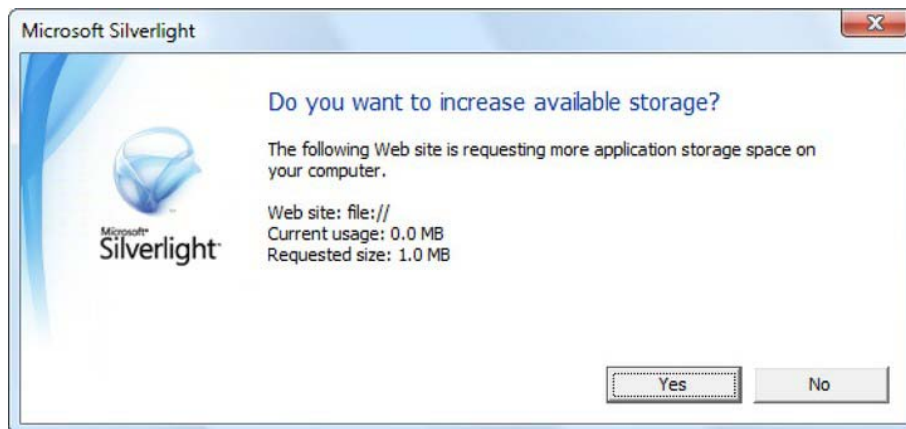 Microsoft Silverlight
Do you want to increase available storage?
The following Web site is requesting more application storage space on
your computer.
Web site: file://
Current usage: 0.0 MB
Requested size: 1.0 MB
Microsoft®
Silverlight™
Yes
No